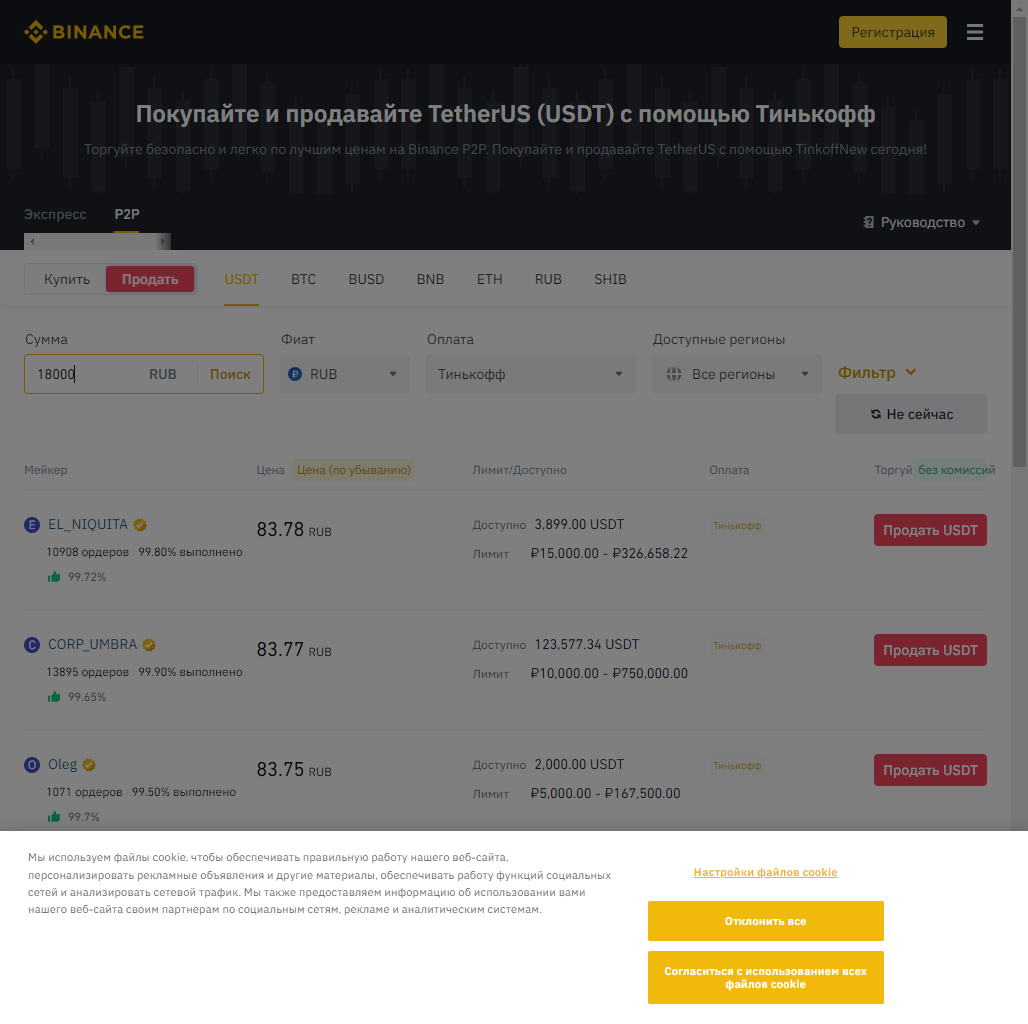 BINANCE
Регистрация
Покупайте и продавайте TetherUS (USDT) с помощью Тинькофф
Торгуйте безопасно и легко по лучшим ценам на Binance P2P. Покупайте и продавайте TetherUS с помощью TinkoffNew сегодня!
Экспресс P2P
Руководство
Купить Продать USDT BTC BUSD BNB ETH RUB SHIB
Сумма Фиат Оплата Доступные регионы
18000 RUB Поиск RUB Тинькофф Все регионы Фильтр
Не сейчас
Мейкер Цена Цена (по убыванию) Лимит/Доступно Оплата Торгуй без комиссий
E EL_NIQUITA 83.78 RUB Доступно 3,899.00 USDT Тинькофф Продать USDT
10908 ордеров 99.80% выполнено Лимит ₽15,000.00 - ₽326,658.22
99.72%
C CORP_UMBRA 83.77 RUB Доступно 123,577.34 USDT Тинькофф Продать USDT
13895 ордеров 99.90% выполнено Лимит ₽10,000.00 - ₽750,000.00
99.65%
O Oleg 83.75 RUB Доступно 2,000.00 USDT Тинькофф Продать USDT
1071 ордеров 99.50% выполнено Лимит ₽5,000.00 - ₽167,500.00
99.7%
Мы используем файлы cookie, чтобы обеспечивать правильную работу нашего веб-сайта,
персонализировать рекламные объявления и другие материалы, обеспечивать работу функций социальных
сетей и анализировать сетевой трафик. Мы также предоставляем информацию об использовании вами
нашего веб-сайта своим партнерам по социальным сетям, рекламе и аналитическим системам.
Настройки файлов cookie
Отклонить все
Согласиться с использованием всех
файлов cookie